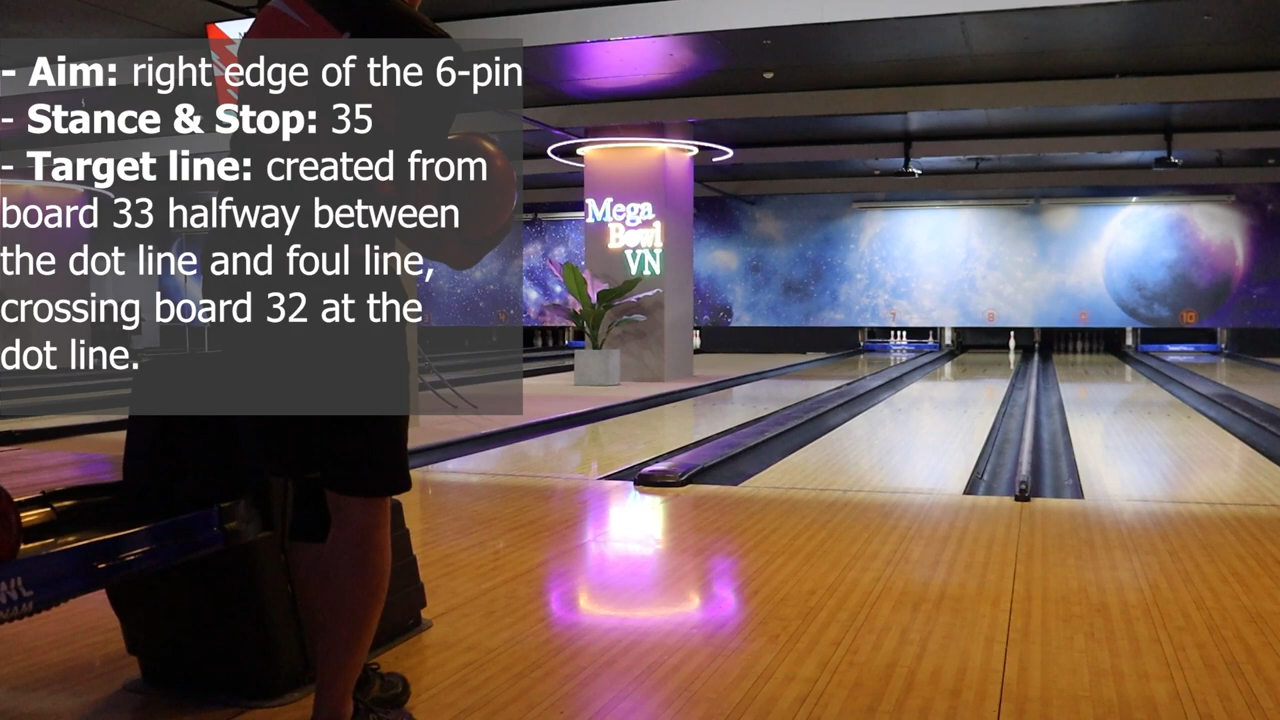 - Aim: right edge of the 6-pin
- Stance & Stop: 35
- Target line: created from
board 33 halfway between
the dot line and foul line,
crossing board 32 at the
dot line.
Mega
Bowl
VN
7
8
9
10